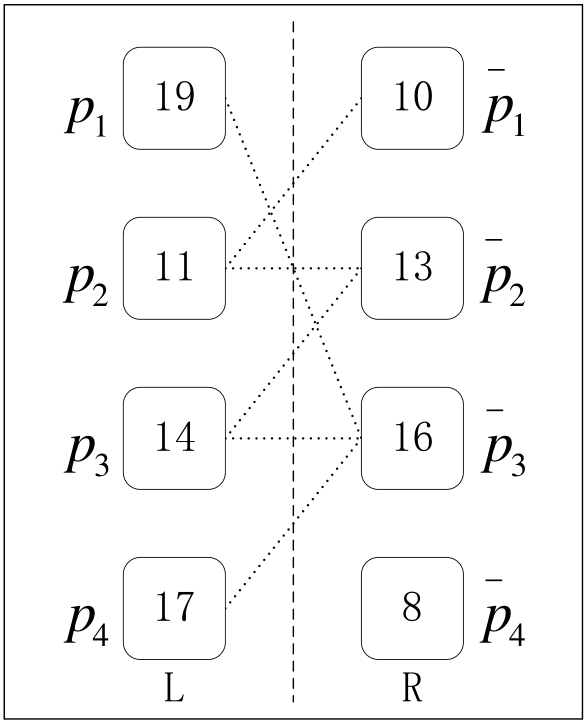 p₁ 19 10 p̄₁
p₂ 11 13 p̄₂
p₃ 14 16 p̄₃
p₄ 17 8 p̄₄
L R